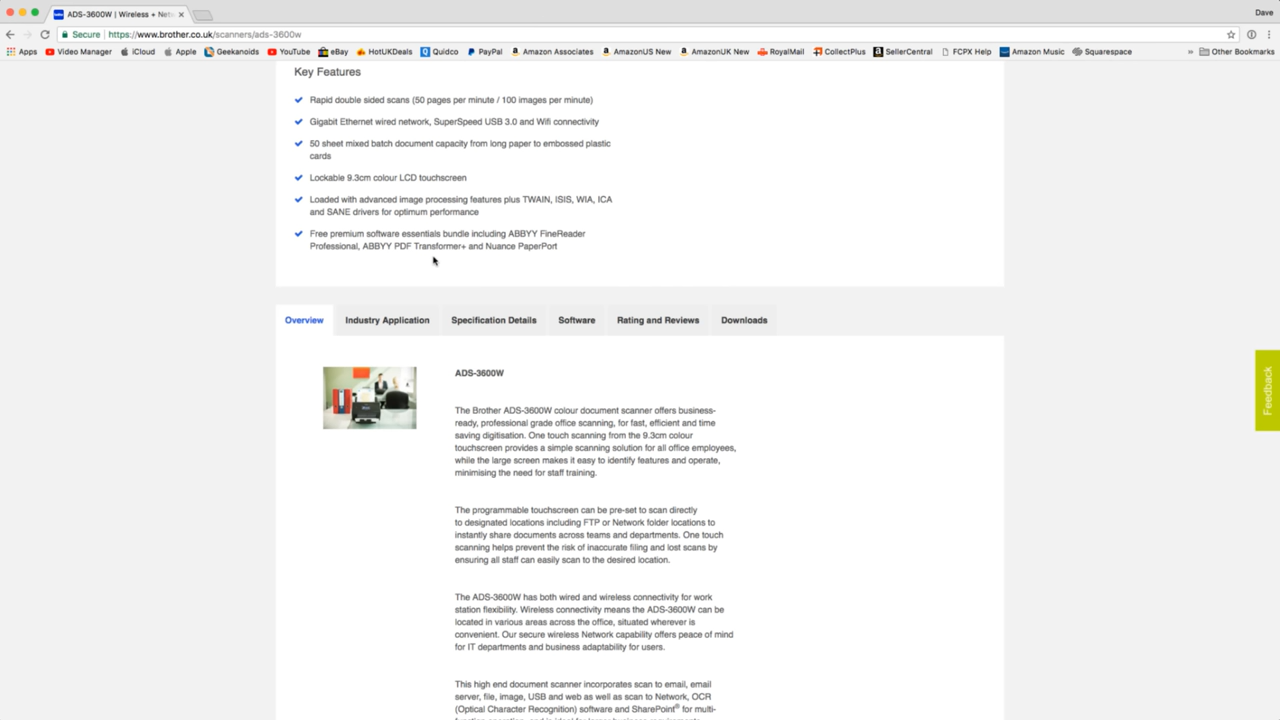 ADS-3600W | Wireless + Net
Dave
Secure https://www.brother.co.uk/scanners/ads-3600w
Apps Video Manager iCloud Apple Geekanoids YouTube eBay HotUKDeals Quidco PayPal Amazon Associates AmazonUS New AmazonUK New RoyalMail CollectPlus SellerCentral FCPX Help Amazon Music Squarespace » Other Bookmarks
Key Features
Rapid double sided scans (50 pages per minute / 100 images per minute)
Gigabit Ethernet wired network, SuperSpeed USB 3.0 and Wifi connectivity
50 sheet mixed batch document capacity from long paper to embossed plastic
cards
Lockable 9.3cm colour LCD touchscreen
Loaded with advanced image processing features plus TWAIN, ISIS, WIA, ICA
and SANE drivers for optimum performance
Free premium software essentials bundle including ABBYY FineReader
Professional, ABBYY PDF Transformer+ and Nuance PaperPort
Overview Industry Application Specification Details Software Rating and Reviews Downloads
Feedback
ADS-3600W
The Brother ADS-3600W colour document scanner offers business-
ready, professional grade office scanning, for fast, efficient and time
saving digitisation. One touch scanning from the 9.3cm colour
touchscreen provides a simple scanning solution for all office employees,
while the large screen makes it easy to identify features and operate,
minimising the need for staff training.
The programmable touchscreen can be pre-set to scan directly
to designated locations including FTP or Network folder locations to
instantly share documents across teams and departments. One touch
scanning helps prevent the risk of inaccurate filing and lost scans by
ensuring all staff can easily scan to the desired location.
The ADS-3600W has both wired and wireless connectivity for work
station flexibility. Wireless connectivity means the ADS-3600W can be
located in various areas across the office, situated wherever is
convenient. Our secure wireless Network capability offers peace of mind
for IT departments and business adaptability for users.
This high end document scanner incorporates scan to email, email
server, file, image, USB and web as well as scan to Network, OCR
(Optical Character Recognition) software and SharePoint® for multi-